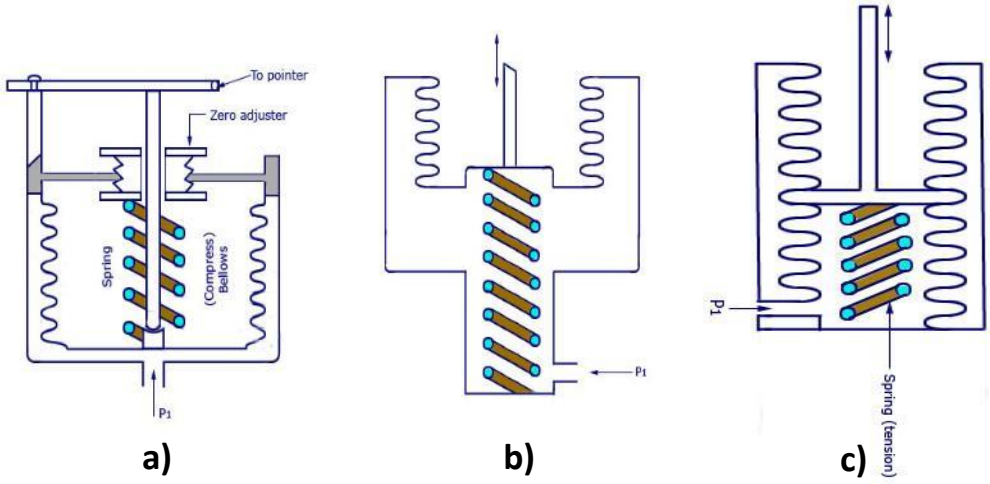 To pointer
Zero adjuster
Spring
(Compress)
Bellows
P1
a)
P1
b)
P1
Spring (tension)
c)